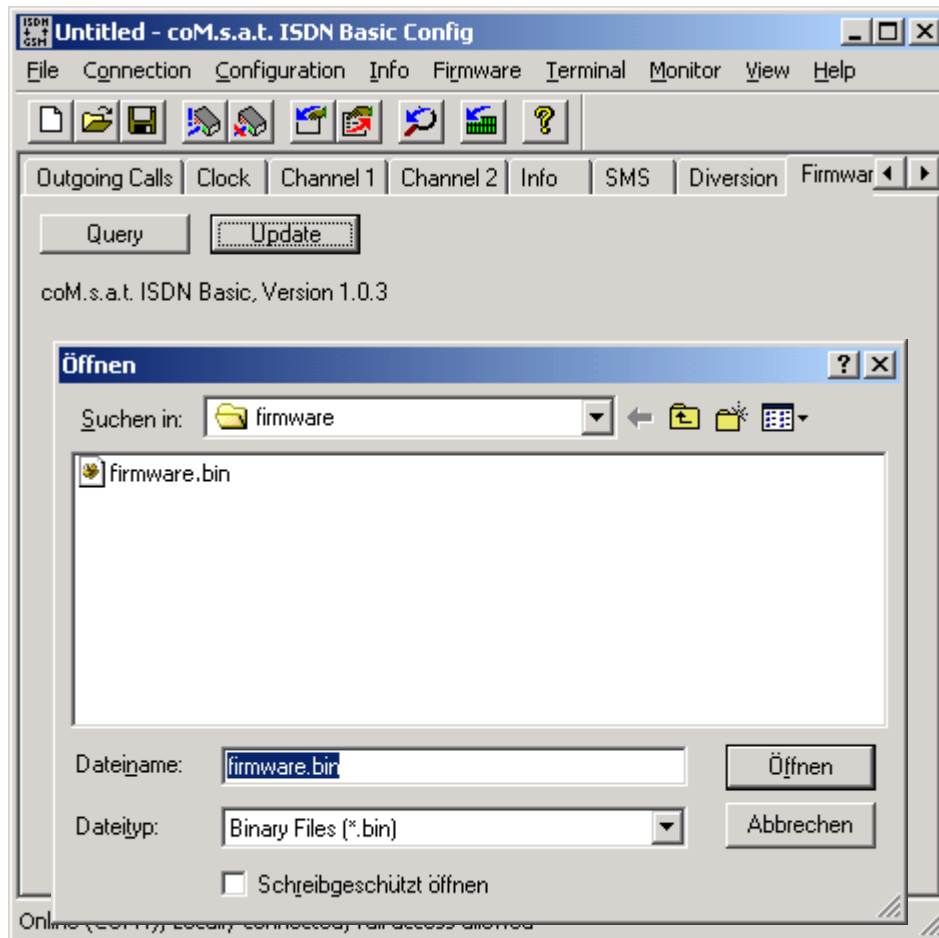 ISDN
GSM
Untitled - coM.s.a.t. ISDN Basic Config
File Connection Configuration Info Firmware Terminal Monitor View Help
Outgoing Calls Clock Channel 1 Channel 2 Info SMS Diversion Firmwar
Query Update
coM.s.a.t. ISDN Basic, Version 1.0.3
Öffnen
Suchen in: firmware
firmware.bin
Dateiname: firmware.bin Öffnen
Dateityp: Binary Files (*.bin) Abbrechen
Schreibgeschützt öffnen